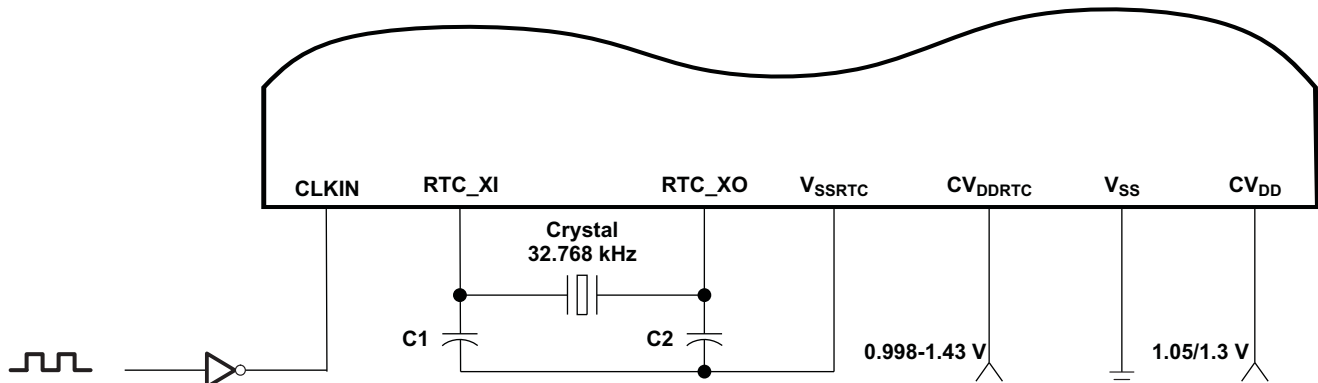 CLKIN
RTC_XI
RTC_XO
VSSRTC
CVDDRTC
VSS
CVDD
Crystal
32.768 kHz
C1
C2
0.998-1.43 V
1.05/1.3 V